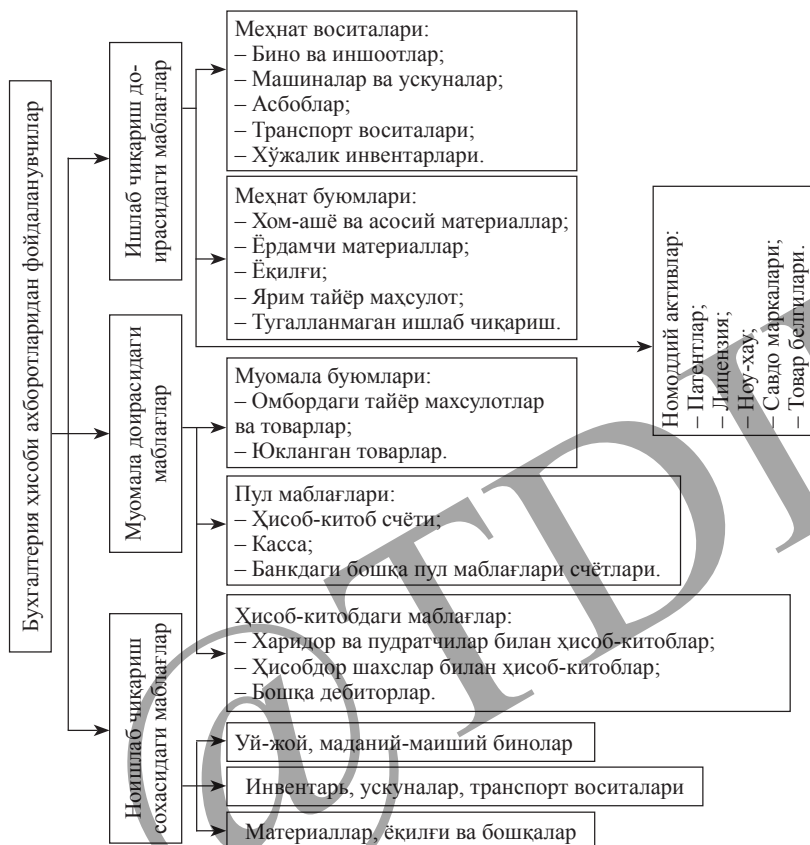 Бухгалтерия ҳисоби ахборотларидан фойдаланувчилар
Ишлаб чиқариш до-
ирасидаги маблағлар
Меҳнат воситалари:
– Бино ва иншоотлар;
– Машиналар ва ускуналар;
– Асбоблар;
– Транспорт воситалари;
– Хўжалик инвентарлари.
Меҳнат буюмлари:
– Хом-ашё ва асосий материаллар;
– Ёрдамчи материаллар;
– Ёқилғи;
– Ярим тайёр маҳсулот;
– Тугалланмаган ишлаб чиқариш.
Номоддий активлар:
– Патентлар;
– Лицензия;
– Ноу-хау;
– Савдо маркалари;
– Товар белгилари.
Муомала доирасидаги
маблағлар
Муомала буюмлари:
– Омбордаги тайёр махсулотлар
ва товарлар;
– Юкланган товарлар.
Пул маблағлари:
– Ҳисоб-китоб счёти;
– Касса;
– Банкдаги бошқа пул маблағлари счётлари.
Ҳисоб-китобдаги маблағлар:
– Харидор ва пудратчилар билан ҳисоб-китоблар;
– Ҳисобдор шахслар билан ҳисоб-китоблар;
– Бошқа дебиторлар.
Ноишлаб чиқариш
сохасидаги маблағлар
Уй-жой, маданий-маиший бинолар
Инвентарь, ускуналар, транспорт воситалари
Материаллар, ёқилғи ва бошқалар